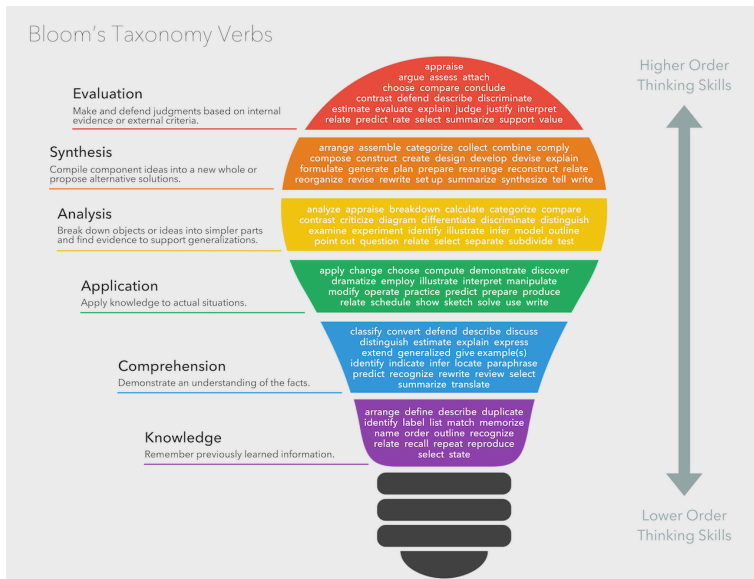 Bloom's Taxonomy Verbs
Higher Order
Thinking Skills
Evaluation
Make and defend judgments based on internal
evidence or external criteria.
appraise
argue assess attach
choose compare conclude
contrast defend describe discriminate
estimate evaluate explain judge justify interpret
relate predict rate select summarize support value
Synthesis
Compile component ideas into a new whole or
propose alternative solutions.
arrange assemble categorize collect combine comply
compose construct create design develop devise explain
formulate generate plan prepare rearrange reconstruct relate
reorganize revise rewrite set up summarize synthesize tell write
Analysis
Break down objects or ideas into simpler parts
and find evidence to support generalizations.
analyze appraise breakdown calculate categorize compare
contrast criticize diagram differentiate discriminate distinguish
examine experiment identify illustrate infer model outline
point out question relate select separate subdivide test
Application
Apply knowledge to actual situations.
apply change choose compute demonstrate discover
dramatize employ illustrate interpret manipulate
modify operate practice predict prepare produce
relate schedule show sketch solve use write
Comprehension
Demonstrate an understanding of the facts.
classify convert defend describe discuss
distinguish estimate explain express
extend generalized give example(s)
identify indicate infer locate paraphrase
predict recognize rewrite review select
summarize translate
Knowledge
Remember previously learned information.
arrange define describe duplicate
identify label list match memorize
name order outline recognize
relate recall repeat reproduce
select state
Lower Order
Thinking Skills